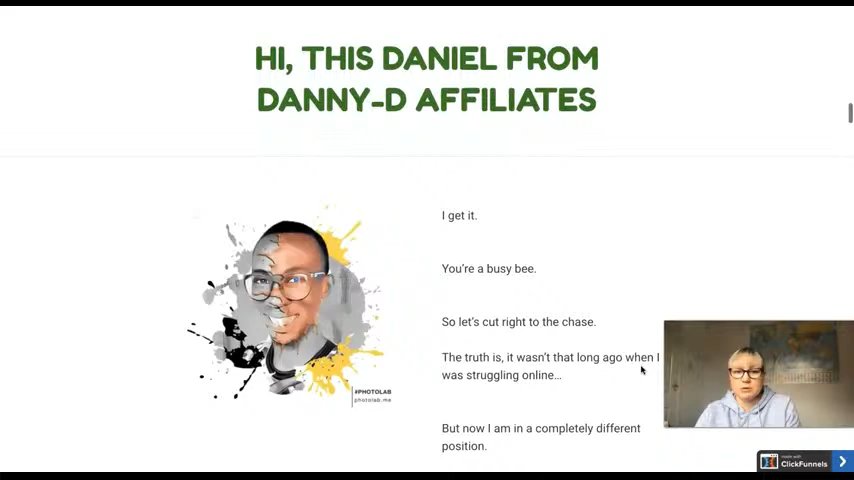 HI, THIS DANIEL FROM
DANNY-D AFFILIATES
I get it.
You're a busy bee.
So let's cut right to the chase.
The truth is, it wasn't that long ago when I
was struggling online...
But now I am in a completely different
position.
#PHOTOLAB
photolab.me
made with
ClickFunnels